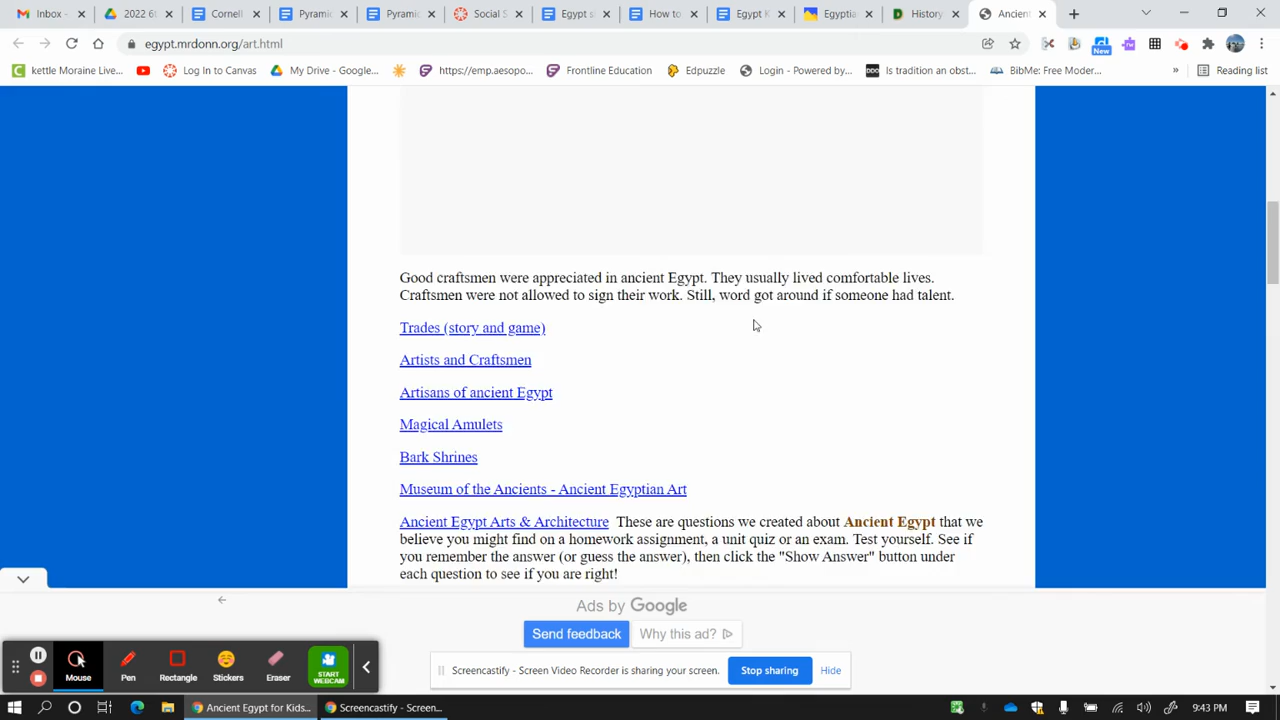 Inbox -
2022 6
Cornell
Pyramic
Pyramic
Social S
Egypt s
How to
Egypt K
Egyptia
History
Ancient
egypt.mrdonn.org/art.html
New
kettle Moraine Live...
Log In to Canvas
My Drive - Google...
https://emp.aesopo...
Frontline Education
Edpuzzle
Login - Powered by...
DDO
Is tradition an obst...
BibMe: Free Moder...
»
Reading list
Good craftsmen were appreciated in ancient Egypt. They usually lived comfortable lives.
Craftsmen were not allowed to sign their work. Still, word got around if someone had talent.
Trades (story and game)
Artists and Craftsmen
Artisans of ancient Egypt
Magical Amulets
Bark Shrines
Museum of the Ancients - Ancient Egyptian Art
Ancient Egypt Arts & Architecture These are questions we created about Ancient Egypt that we
believe you might find on a homework assignment, a unit quiz or an exam. Test yourself. See if
you remember the answer (or guess the answer), then click the "Show Answer" button under
each question to see if you are right!
Ads by Google
Send feedback
Why this ad?
Mouse
Pen
Rectangle
Stickers
Eraser
START
WEBCAM
Screencastify - Screen Video Recorder is sharing your screen.
Stop sharing
Hide
Ancient Egypt for Kids...
Screencastify - Screen...
9:43 PM